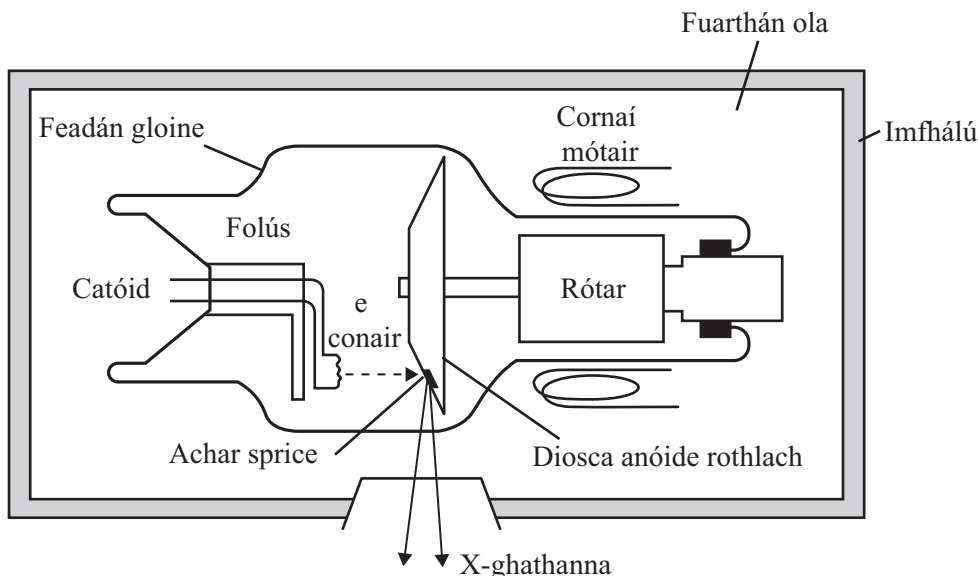 Fuarthán ola
Feadán gloine
Cornaí
mótair
Imfhálú
Folús
Catóid
e
conair
Rótar
Achar sprice
Diosca anóide rothlach
X-ghathanna